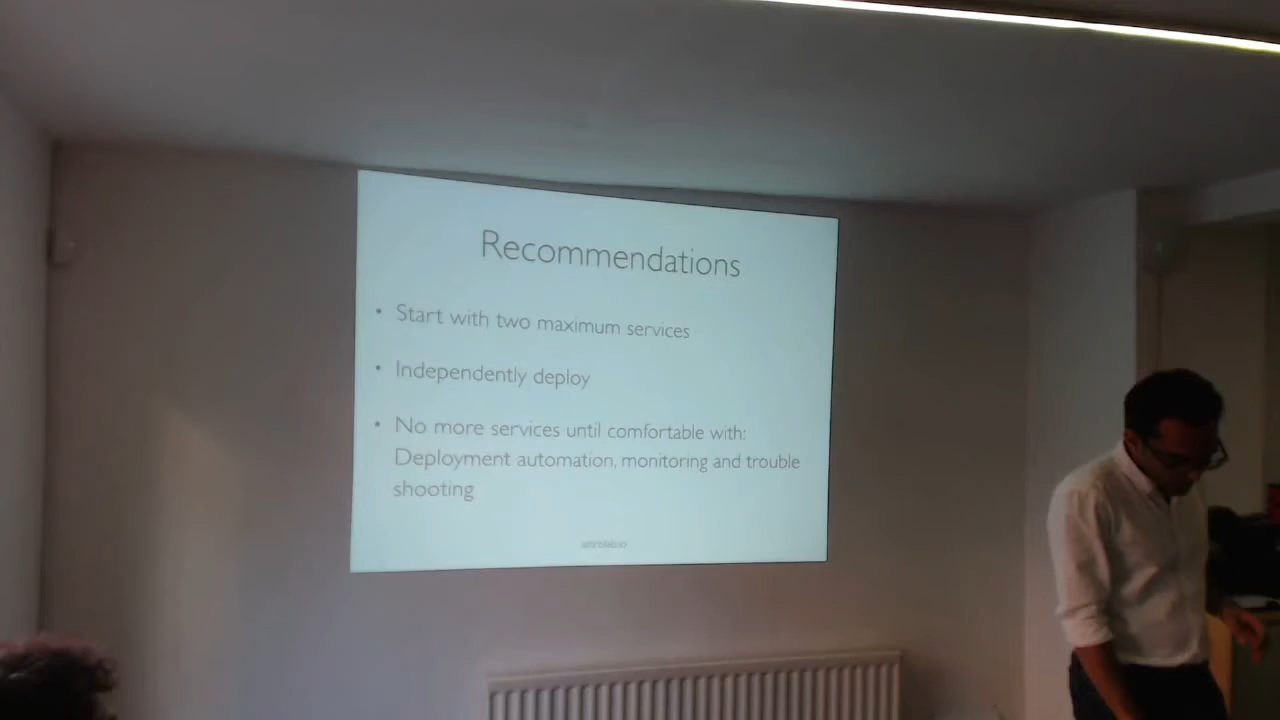 Recommendations
• Start with two maximum services
• Independently deploy
• No more services until comfortable with:
Deployment automation, monitoring and trouble
shooting